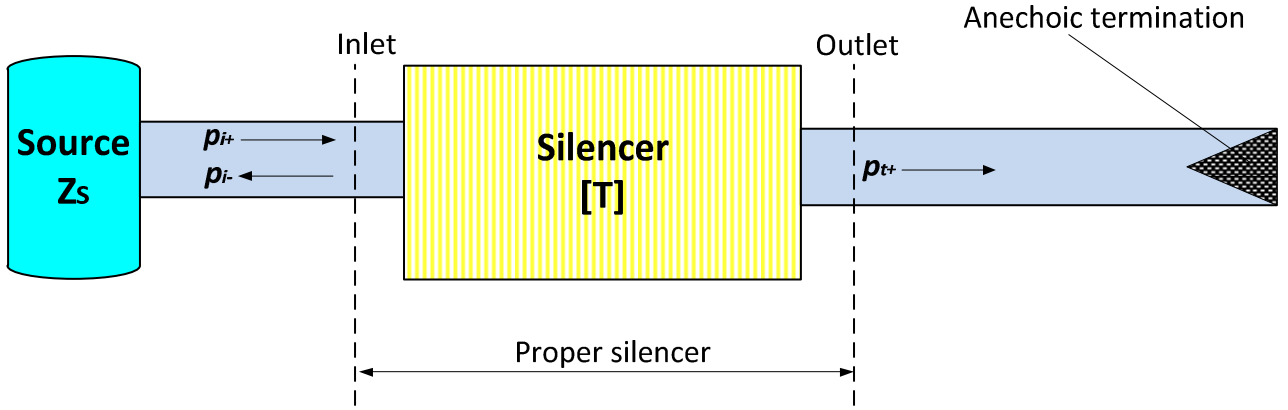 Anechoic termination
Inlet
Outlet
Source
Zs
pi+
pi-
Silencer
[T]
pt+
Proper silencer